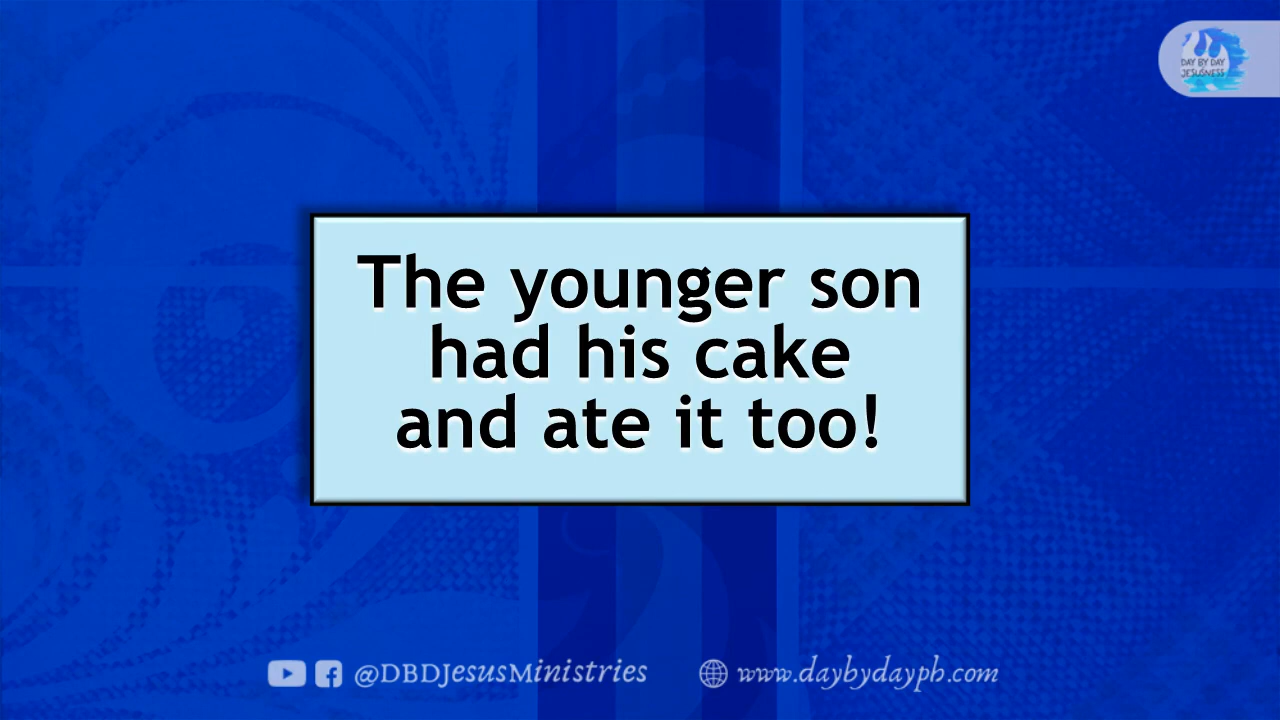 DAY BY DAY
JESUSNESS
The younger son
had his cake
and ate it too!
@DBDJesusMinistries
www.daybydayph.com